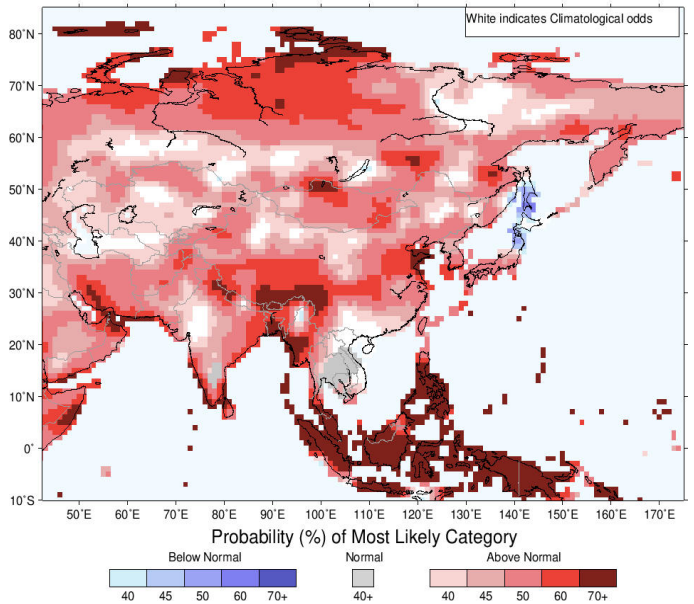 White indicates Climatological odds
80˚N
70˚N
60˚N
50˚N
40˚N
30˚N
20˚N
10˚N
0˚
10˚S
50˚E 60˚E 70˚E 80˚E 90˚E 100˚E 110˚E 120˚E 130˚E 140˚E 150˚E 160˚E 170˚E
Probability (%) of Most Likely Category
Below Normal Normal Above Normal
40 45 50 60 70+ 40+ 40 45 50 60 70+